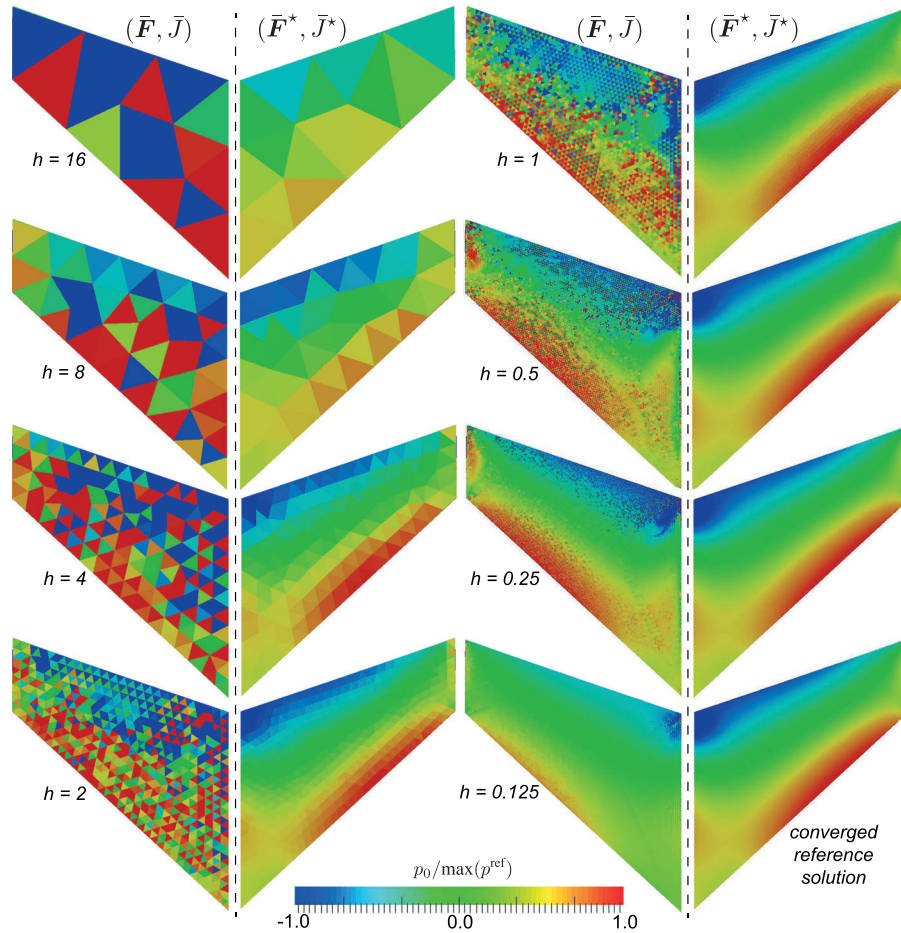 (F̄, J̄) (F̄⋆, J̄⋆) (F̄, J̄) (F̄⋆, J̄⋆)
h = 16
h = 1
h = 8
h = 0.5
h = 4
h = 0.25
h = 2
h = 0.125
converged
reference
solution
p₀/max(p^ref)
-1.0 0.0 1.0